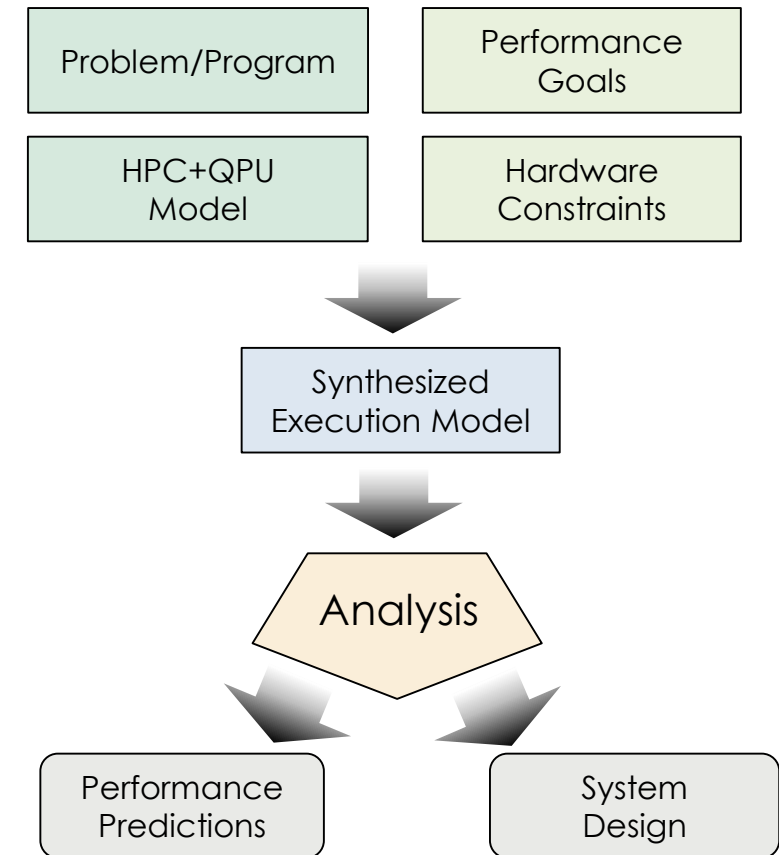 Problem/Program
Performance
Goals
HPC+QPU
Model
Hardware
Constraints
Synthesized
Execution Model
Analysis
Performance
Predictions
System
Design